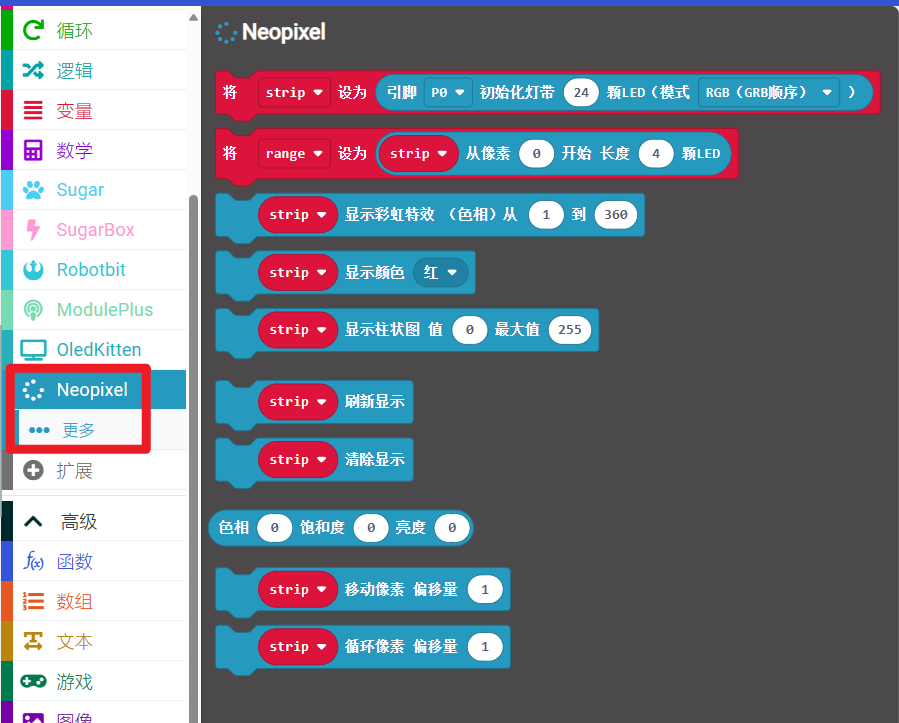 循环
逻辑
变量
数学
Sugar
SugarBox
Robotbit
ModulePlus
OledKitten
Neopixel
更多
扩展
高级
函数
数组
文本
游戏
图像
Neopixel
将 strip 设为 引脚 P0 初始化灯带 24 颗LED（模式 RGB（GRB顺序） ）
将 range 设为 strip 从像素 0 开始 长度 4 颗LED
strip 显示彩虹特效 （色相）从 1 到 360
strip 显示颜色 红
strip 显示柱状图 值 0 最大值 255
strip 刷新显示
strip 清除显示
色相 0 饱和度 0 亮度 0
strip 移动像素 偏移量 1
strip 循环像素 偏移量 1